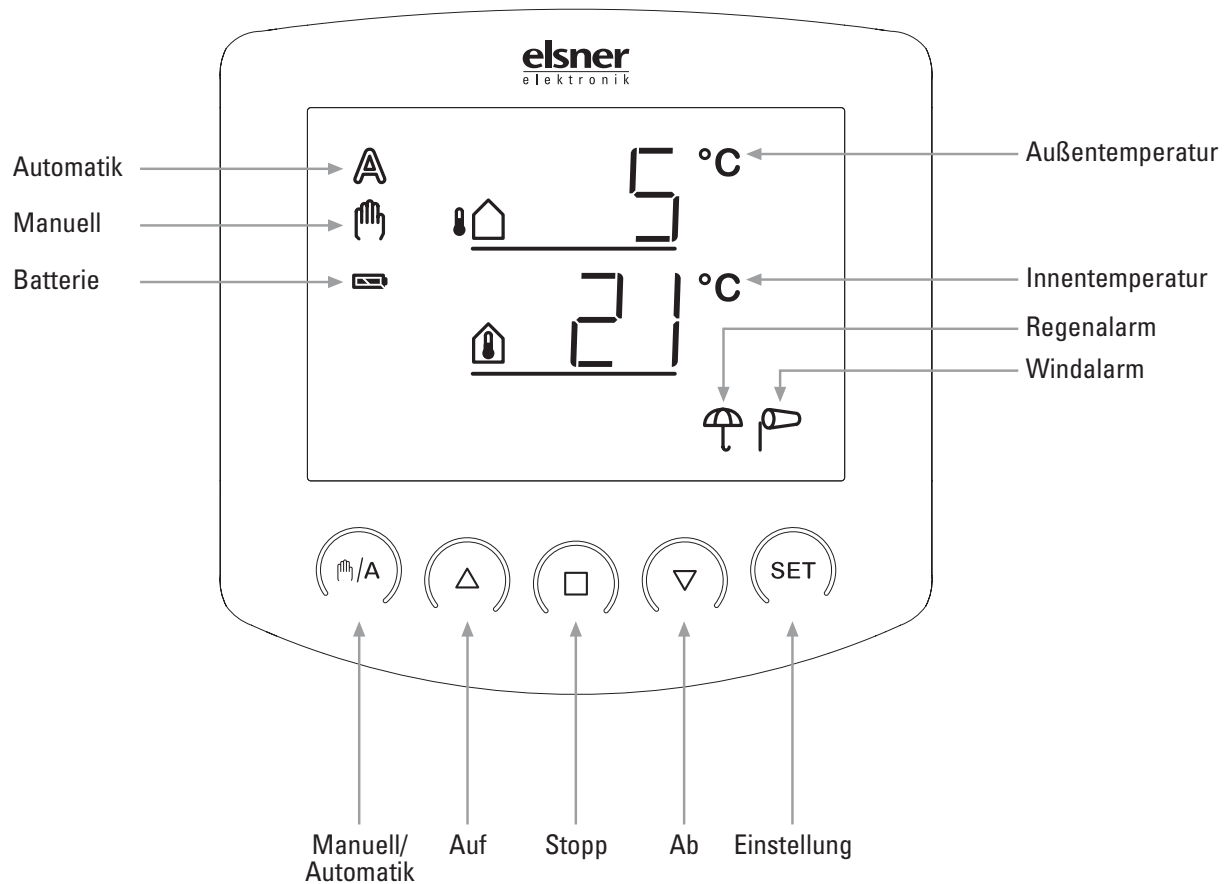 elsner
elektronik
Automatik
A
5 °C
Außentemperatur
Manuell
Batterie
21 °C
Innentemperatur
Regenalarm
Windalarm
/A
SET
Manuell/
Automatik
Auf
Stopp
Ab
Einstellung